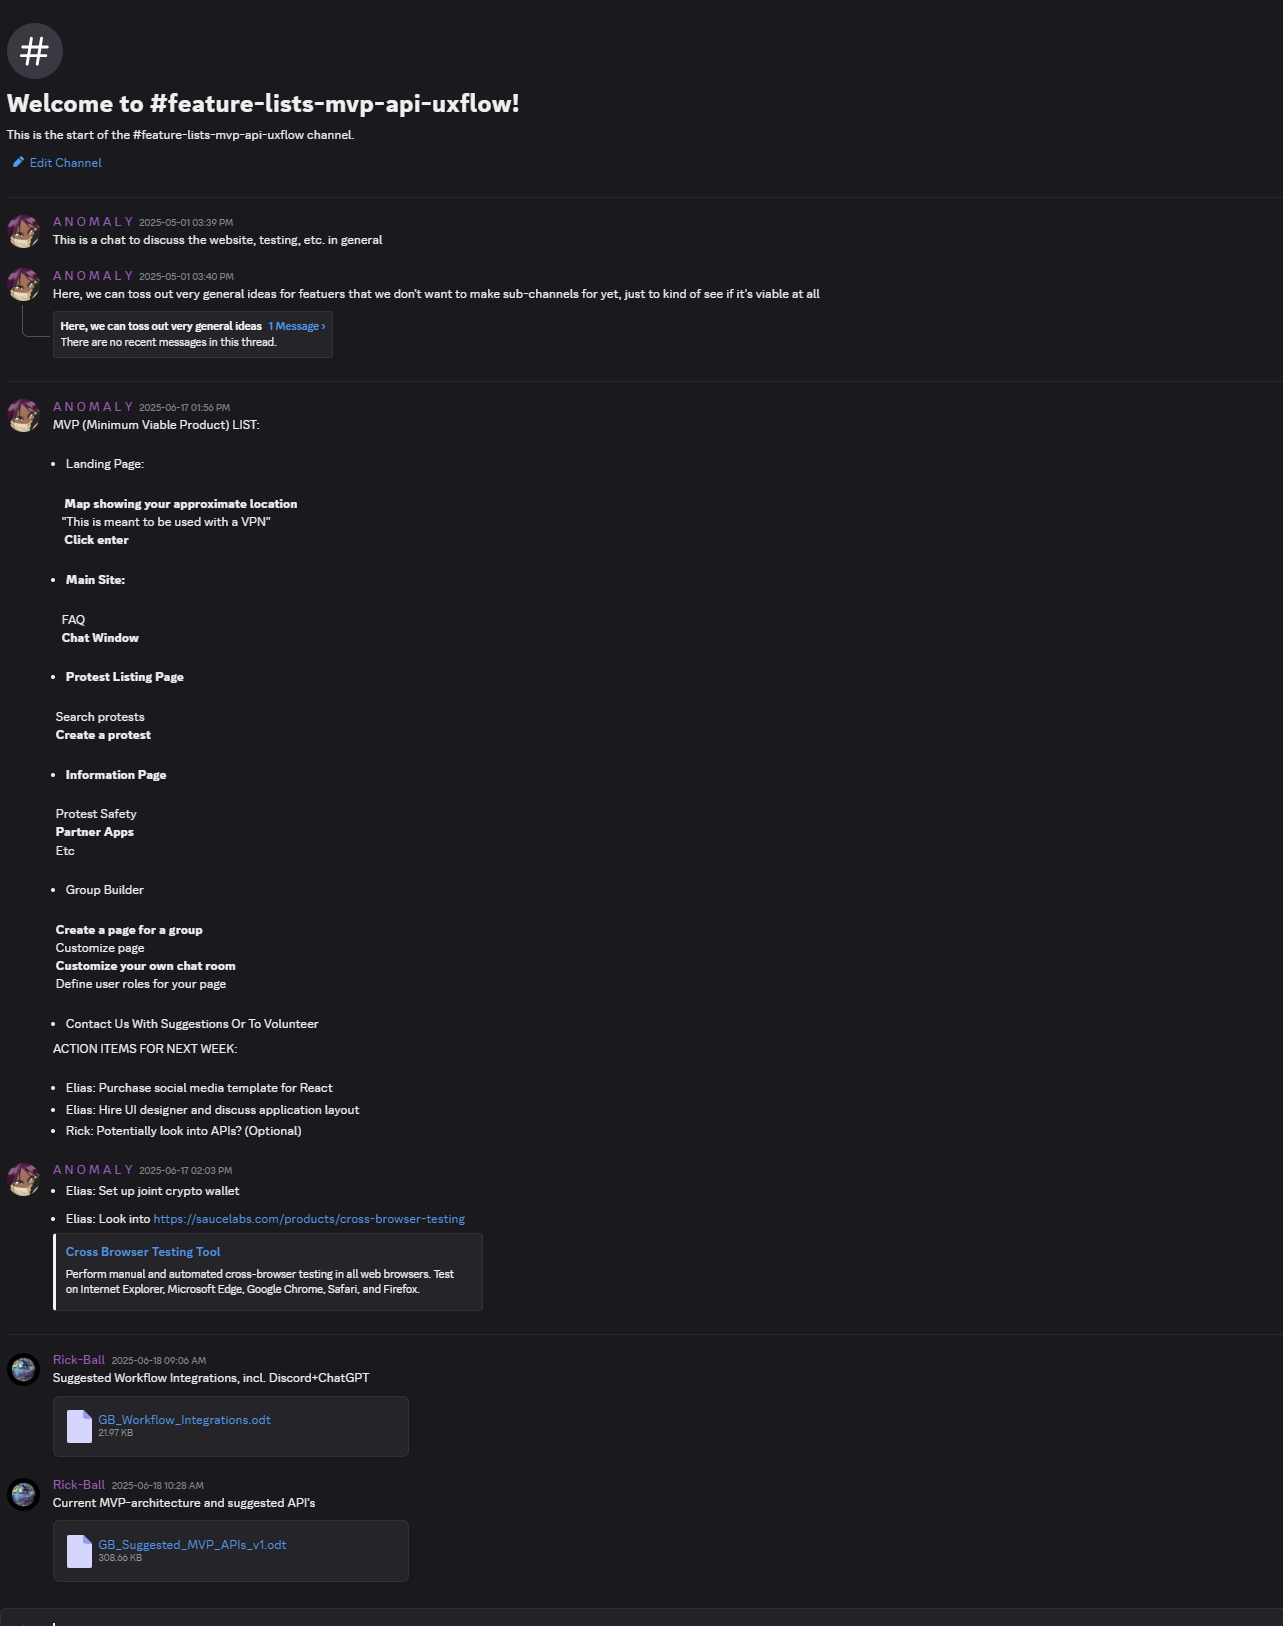 Welcome to #feature-lists-mvp-api-uxflow!
This is the start of the #feature-lists-mvp-api-uxflow channel.
Edit Channel
A N O M A L Y 2025-05-01 03:39 PM
This is a chat to discuss the website, testing, etc. in general
A N O M A L Y 2025-05-01 03:40 PM
Here, we can toss out very general ideas for featuers that we don't want to make sub-channels for yet, just to kind of see if it's viable at all
Here, we can toss out very general ideas 1 Message ›
There are no recent messages in this thread.
A N O M A L Y 2025-06-17 01:56 PM
MVP (Minimum Viable Product) LIST:
• Landing Page:
Map showing your approximate location
"This is meant to be used with a VPN"
Click enter
• Main Site:
FAQ
Chat Window
• Protest Listing Page
Search protests
Create a protest
• Information Page
Protest Safety
Partner Apps
Etc
• Group Builder
Create a page for a group
Customize page
Customize your own chat room
Define user roles for your page
• Contact Us With Suggestions Or To Volunteer
ACTION ITEMS FOR NEXT WEEK:
• Elias: Purchase social media template for React
• Elias: Hire UI designer and discuss application layout
• Rick: Potentially look into APIs? (Optional)
A N O M A L Y 2025-06-17 02:03 PM
• Elias: Set up joint crypto wallet
• Elias: Look into https://saucelabs.com/products/cross-browser-testing
Cross Browser Testing Tool
Perform manual and automated cross-browser testing in all web browsers. Test
on Internet Explorer, Microsoft Edge, Google Chrome, Safari, and Firefox.
Rick-Ball 2025-06-18 09:06 AM
Suggested Workflow Integrations, incl. Discord+ChatGPT
GB_Workflow_Integrations.odt
21.97 KB
Rick-Ball 2025-06-18 10:28 AM
Current MVP-architecture and suggested API's
GB_Suggested_MVP_APIs_v1.odt
308.66 KB